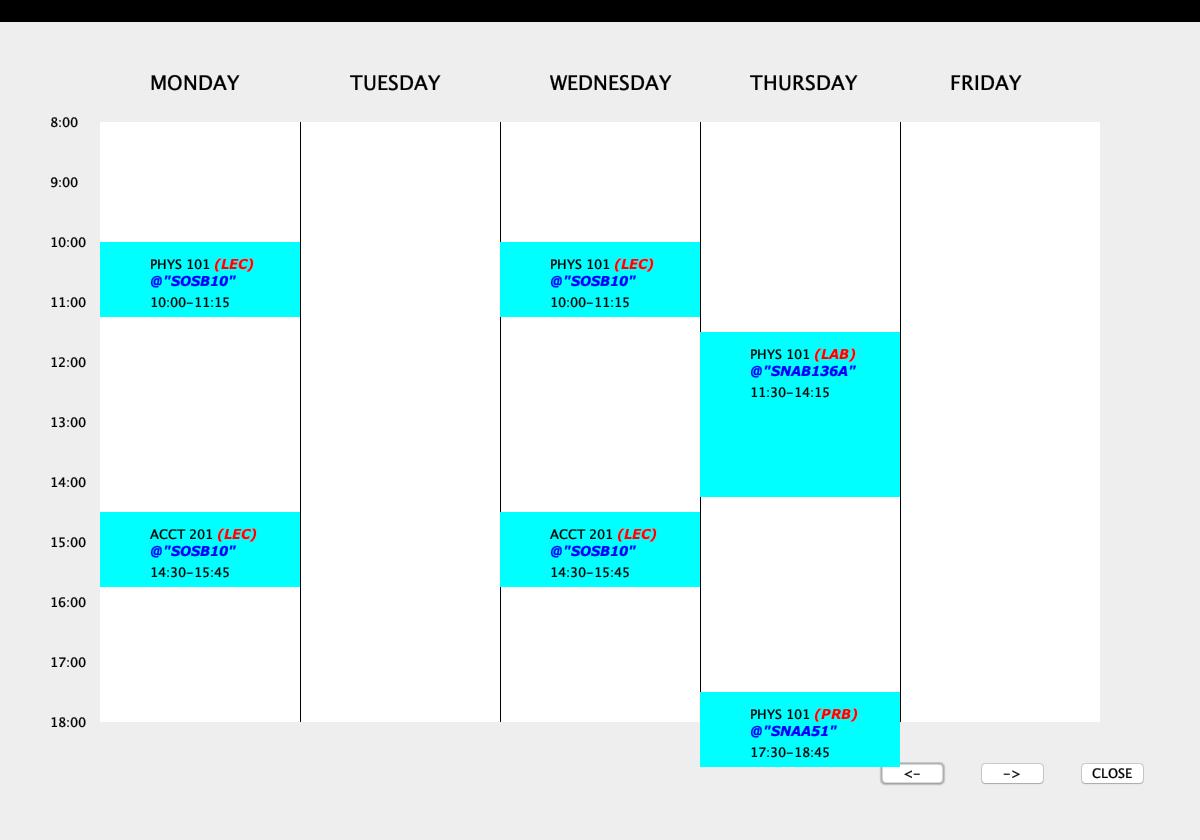 MONDAY TUESDAY WEDNESDAY THURSDAY FRIDAY
8:00
9:00
10:00
PHYS 101 (LEC) PHYS 101 (LEC)
@"SOSB10" @"SOSB10"
11:00 10:00-11:15 10:00-11:15
12:00 PHYS 101 (LAB)
@"SNAB136A"
11:30-14:15
13:00
14:00
ACCT 201 (LEC) ACCT 201 (LEC)
15:00 @"SOSB10" @"SOSB10"
14:30-15:45 14:30-15:45
16:00
17:00
18:00 PHYS 101 (PRB)
@"SNAA51"
17:30-18:45
<- -> CLOSE